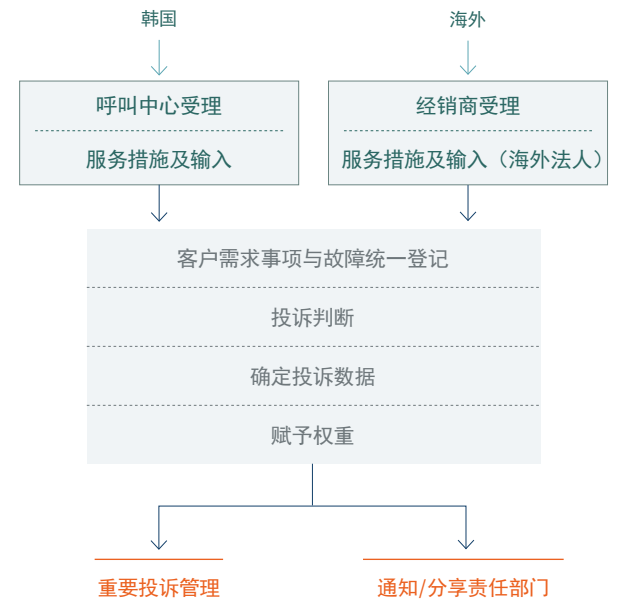 韩国
海外
呼叫中心受理
服务措施及输入
经销商受理
服务措施及输入（海外法人）
客户需求事项与故障统一登记
投诉判断
确定投诉数据
赋予权重
重要投诉管理
通知/分享责任部门